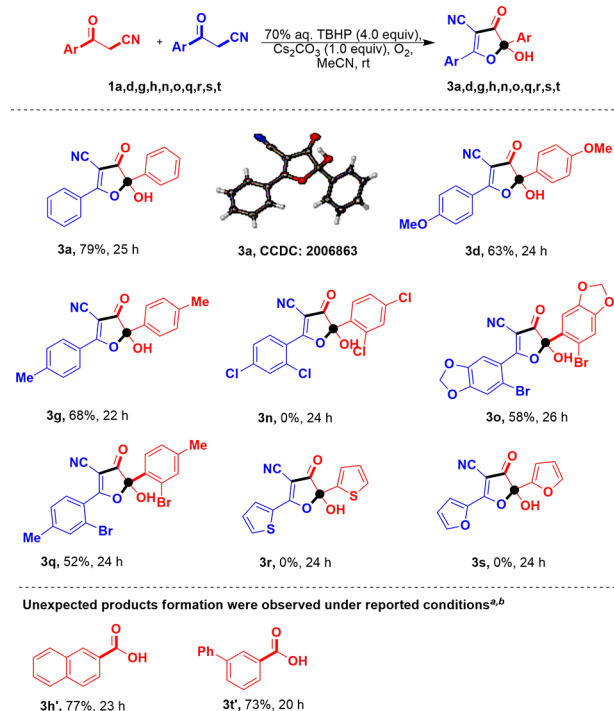 O
CN
Ar
+
O
CN
Ar
70% aq. TBHP (4.0 equiv),
Cs2CO3 (1.0 equiv), O2,
MeCN, rt
NC
O
Ar
OH
O
Ar
1a,d,g,h,n,o,q,r,s,t
3a,d,g,h,n,o,q,r,s,t
NC
O
O
OH
3a, 79%, 25 h
3a, CCDC: 2006863
NC
O
OMe
O
OH
MeO
3d, 63%, 24 h
NC
O
Me
O
OH
Me
3g, 68%, 22 h
NC
O
Cl
O
OH
Cl
Cl
Cl
3n, 0%, 24 h
O
O
NC
O
Br
O
OH
O
O
Br
3o, 58%, 26 h
Me
NC
O
Br
O
OH
Br
Me
3q, 52%, 24 h
NC
O
S
O
OH
S
3r, 0%, 24 h
NC
O
O
O
OH
O
3s, 0%, 24 h
Unexpected products formation were observed under reported conditionsa,b
O
OH
3h', 77%, 23 h
Ph
O
OH
3t', 73%, 20 h